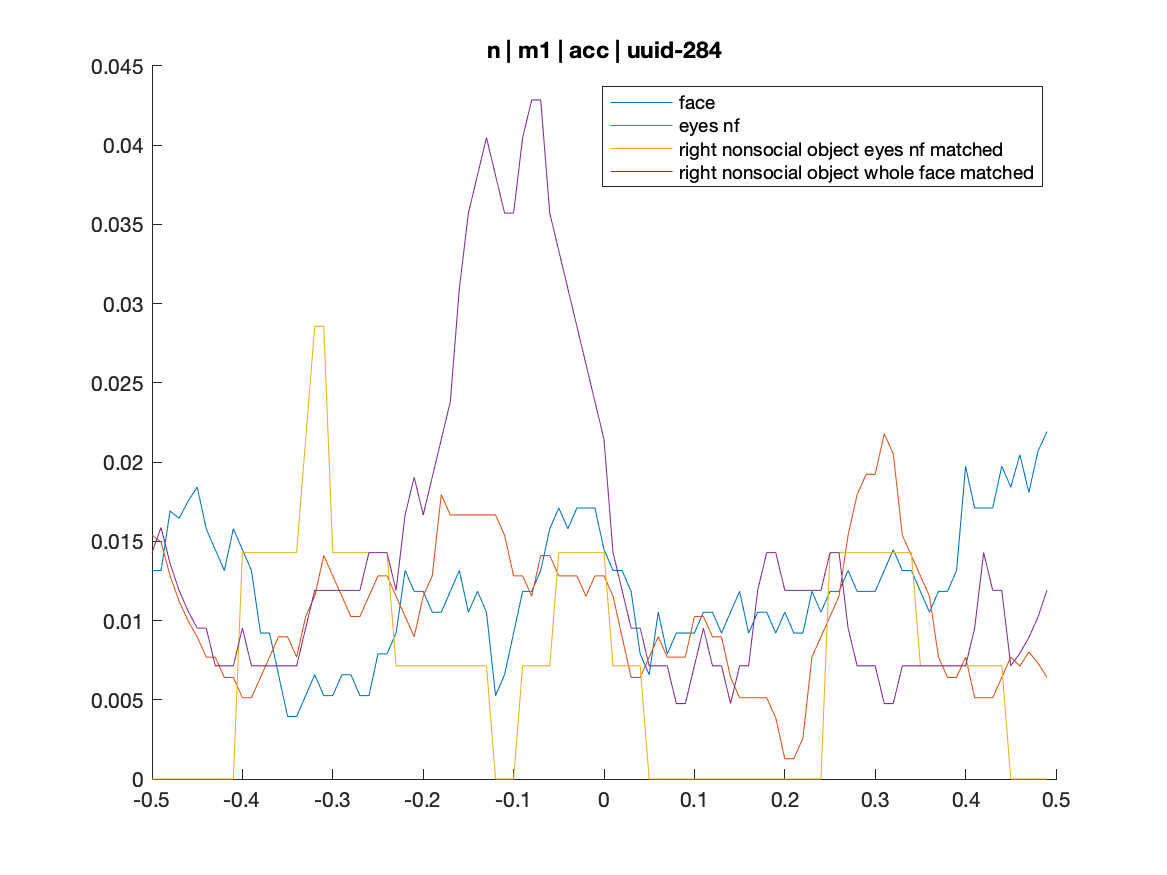 n | m1 | acc | uuid-284
0.045
0.04
0.035
0.03
0.025
0.02
0.015
0.01
0.005
0
face
eyes nf
right nonsocial object eyes nf matched
right nonsocial object whole face matched
-0.5 -0.4 -0.3 -0.2 -0.1 0 0.1 0.2 0.3 0.4 0.5